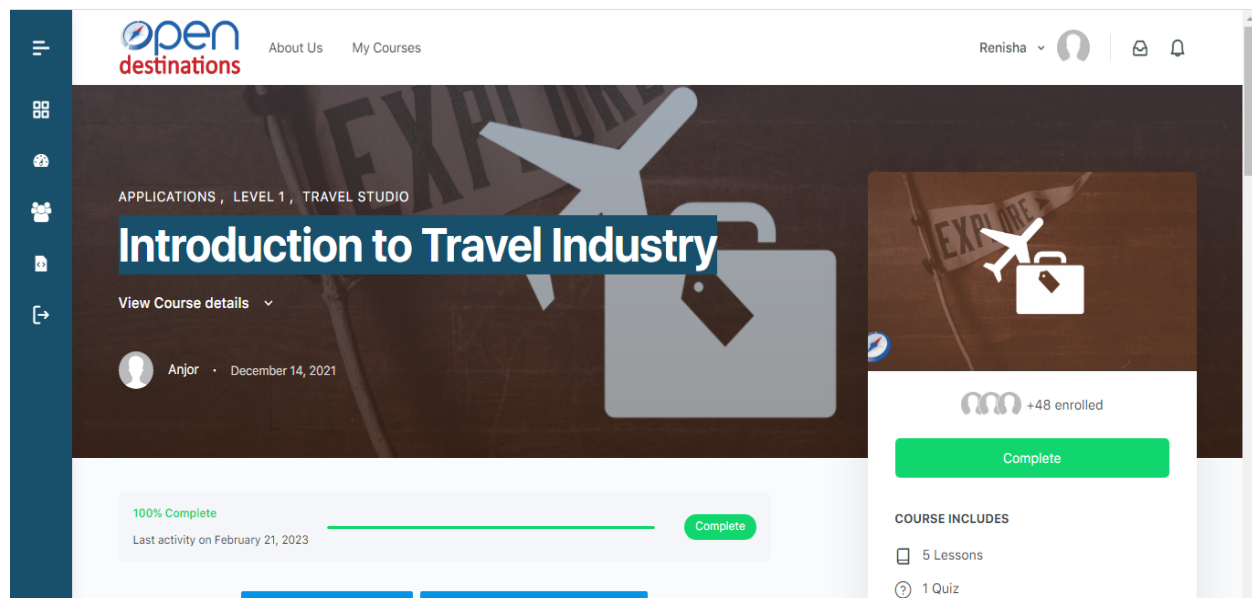 open
destinations
About Us
My Courses
Renisha
EXPLORE
APPLICATIONS , LEVEL 1 , TRAVEL STUDIO
Introduction to Travel Industry
View Course details
Anjor · December 14, 2021
EXPLORE
+48 enrolled
Complete
100% Complete
Last activity on February 21, 2023
Complete
COURSE INCLUDES
5 Lessons
1 Quiz